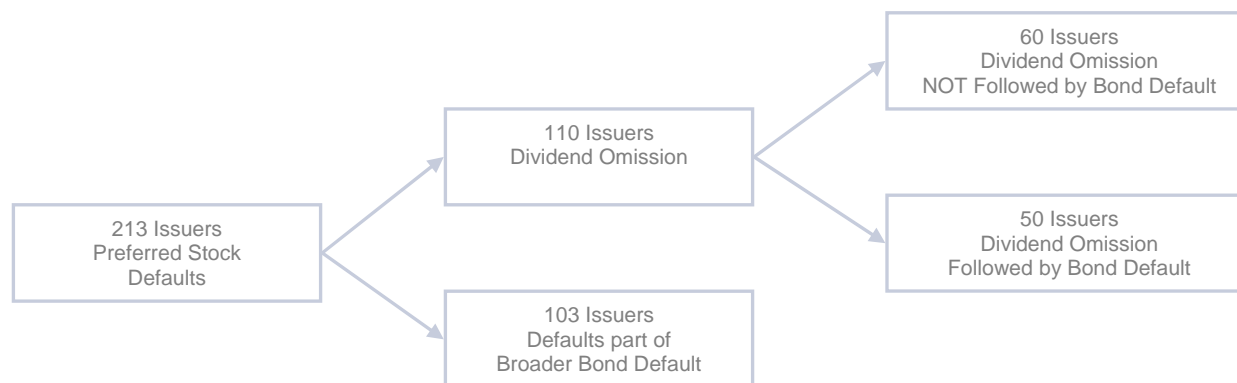 213 Issuers
Preferred Stock
Defaults
110 Issuers
Dividend Omission
103 Issuers
Defaults part of
Broader Bond Default
60 Issuers
Dividend Omission
NOT Followed by Bond Default
50 Issuers
Dividend Omission
Followed by Bond Default